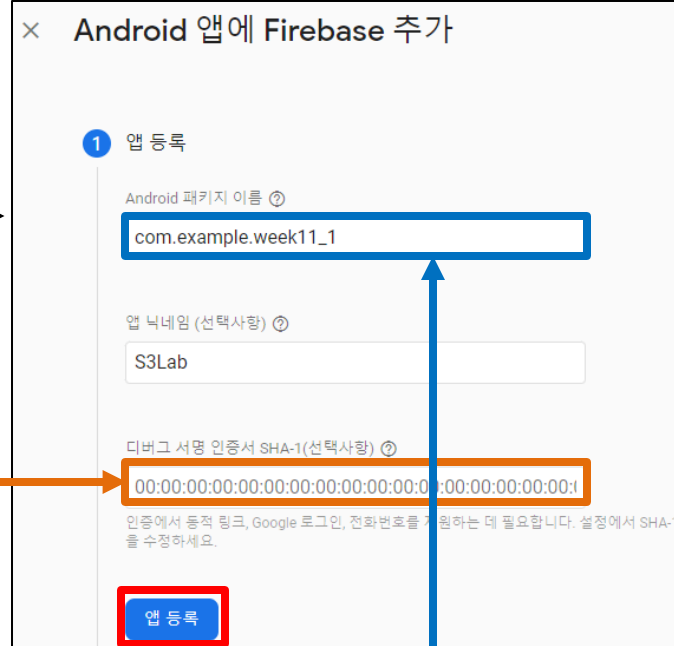 × Android 앱에 Firebase 추가
1 앱 등록
Android 패키지 이름 ?
com.example.week11_1
앱 닉네임 (선택사항) ?
S3Lab
디버그 서명 인증서 SHA-1(선택사항) ?
00:00:00:00:00:00:00:00:00:00:00:00:00:00:00:00:00:
인증에서 동적 링크, Google 로그인, 전화번호를 지원하는 데 필요합니다. 설정에서 SHA-1
을 수정하세요.
앱 등록